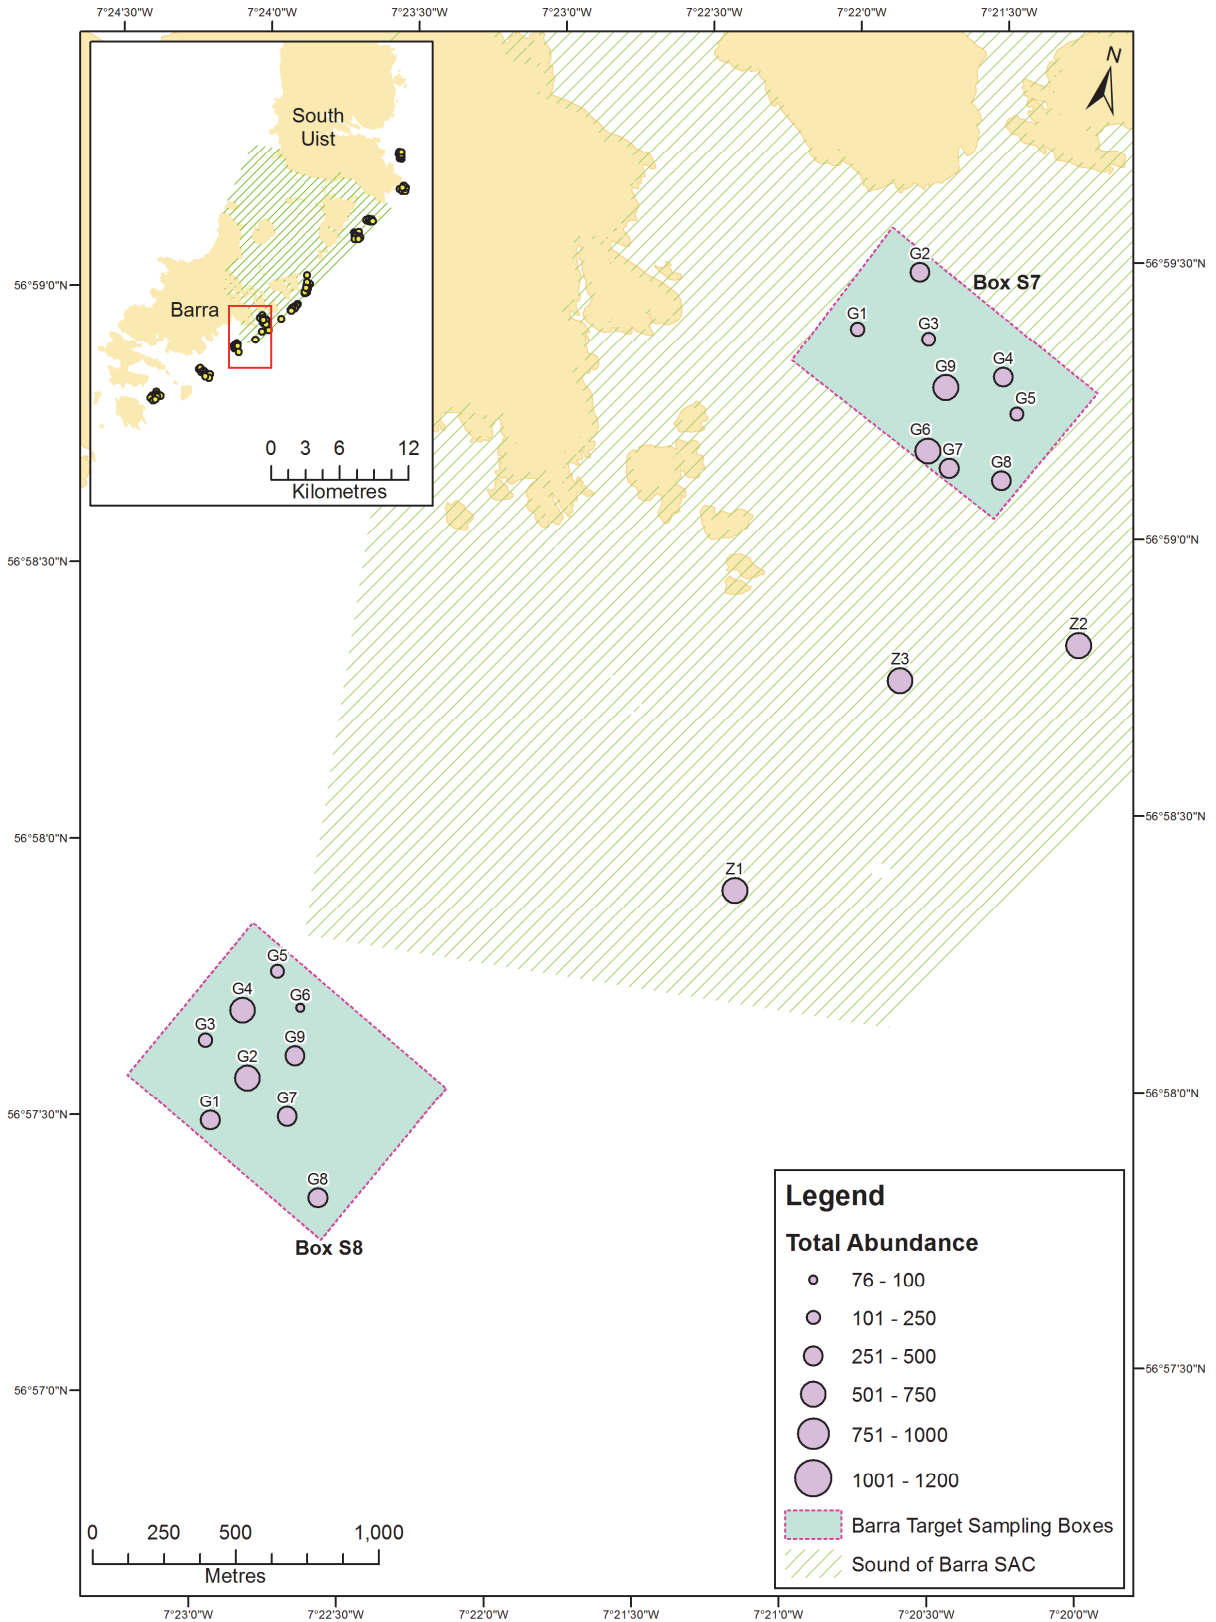 7°24'30"W
7°24'0"W
7°23'30"W
7°23'0"W
7°22'30"W
7°22'0"W
7°21'30"W
N
South
Uist
Barra
0
3
6
12
Kilometres
56°59'0"N
56°58'30"N
56°58'0"N
56°57'30"N
56°57'0"N
56°59'30"N
56°59'0"N
56°58'30"N
56°58'0"N
56°57'30"N
G2
Box S7
G1
G3
G4
G9
G5
G6
G7
G8
Z2
Z3
Z1
G5
G4
G6
G3
G9
G2
G1
G7
G8
Box S8
Legend
Total Abundance
76 - 100
101 - 250
251 - 500
501 - 750
751 - 1000
1001 - 1200
Barra Target Sampling Boxes
Sound of Barra SAC
0
250
500
1,000
Metres
7°23'0"W
7°22'30"W
7°22'0"W
7°21'30"W
7°21'0"W
7°20'30"W
7°20'0"W